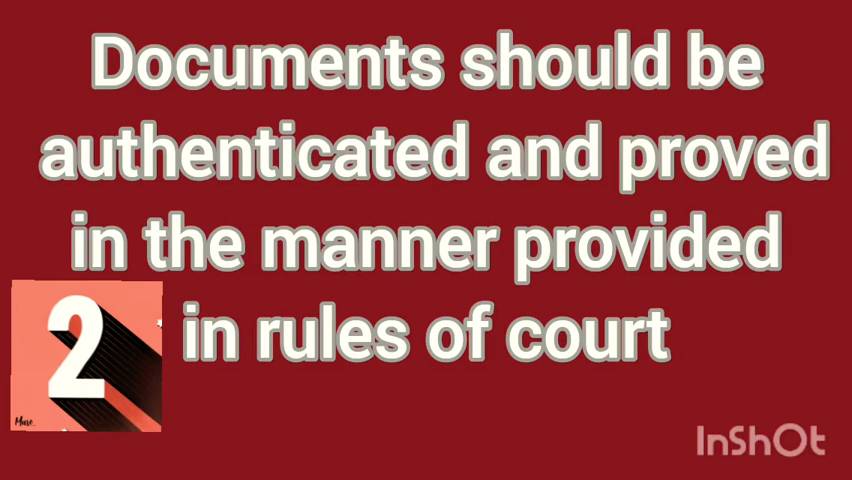 Documents should be
authenticated and proved
in the manner provided
in rules of court
2
InShOt